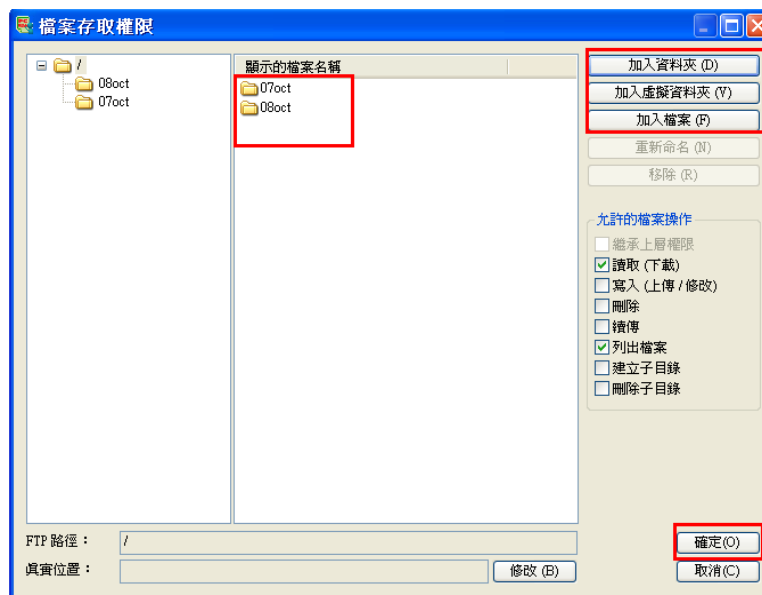 檔案存取權限
/
08oct
07oct
顯示的檔案名稱
07oct
08oct
加入資料夾 (D)
加入虛擬資料夾 (V)
加入檔案 (F)
重新命名 (N)
移除 (R)
允許的檔案操作
繼承上層權限
讀取 (下載)
寫入 (上傳 / 修改)
刪除
續傳
列出檔案
建立子目錄
刪除子目錄
FTP 路徑：
/
確定(O)
真實位置：
修改 (B)
取消(C)